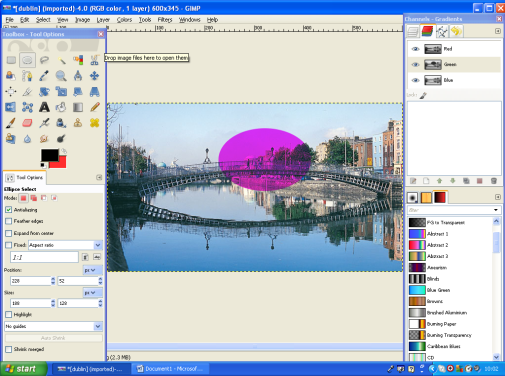 *[dublin] (imported)-4.0 (RGB color, 1 layer) 600x345 – GIMP
File Edit Select View Image Layer Colors Tools Filters Windows Help
Toolbox - Tool Options
Drop image files here to open them
Tool Options
Ellipse Select
Mode:
Antialiasing
Feather edges
Expand from center
Fixed: Aspect ratio
1:1
Position: px
228 52
Size: px
188 128
Highlight
No guides
Auto Shrink
Shrink merged
Channels - Gradients
Red
Green
Blue
Lock:
filter
FG to Transparent
Abstract 1
Abstract 2
Abstract 3
Aneurism
Blinds
Blue Green
Browns
Brushed Aluminium
Burning Paper
Burning Transparency
Caribbean Blues
CD
(2.3 MB)
start
*[dublin] (imported)-...
Document1 - Microsof...
10:02